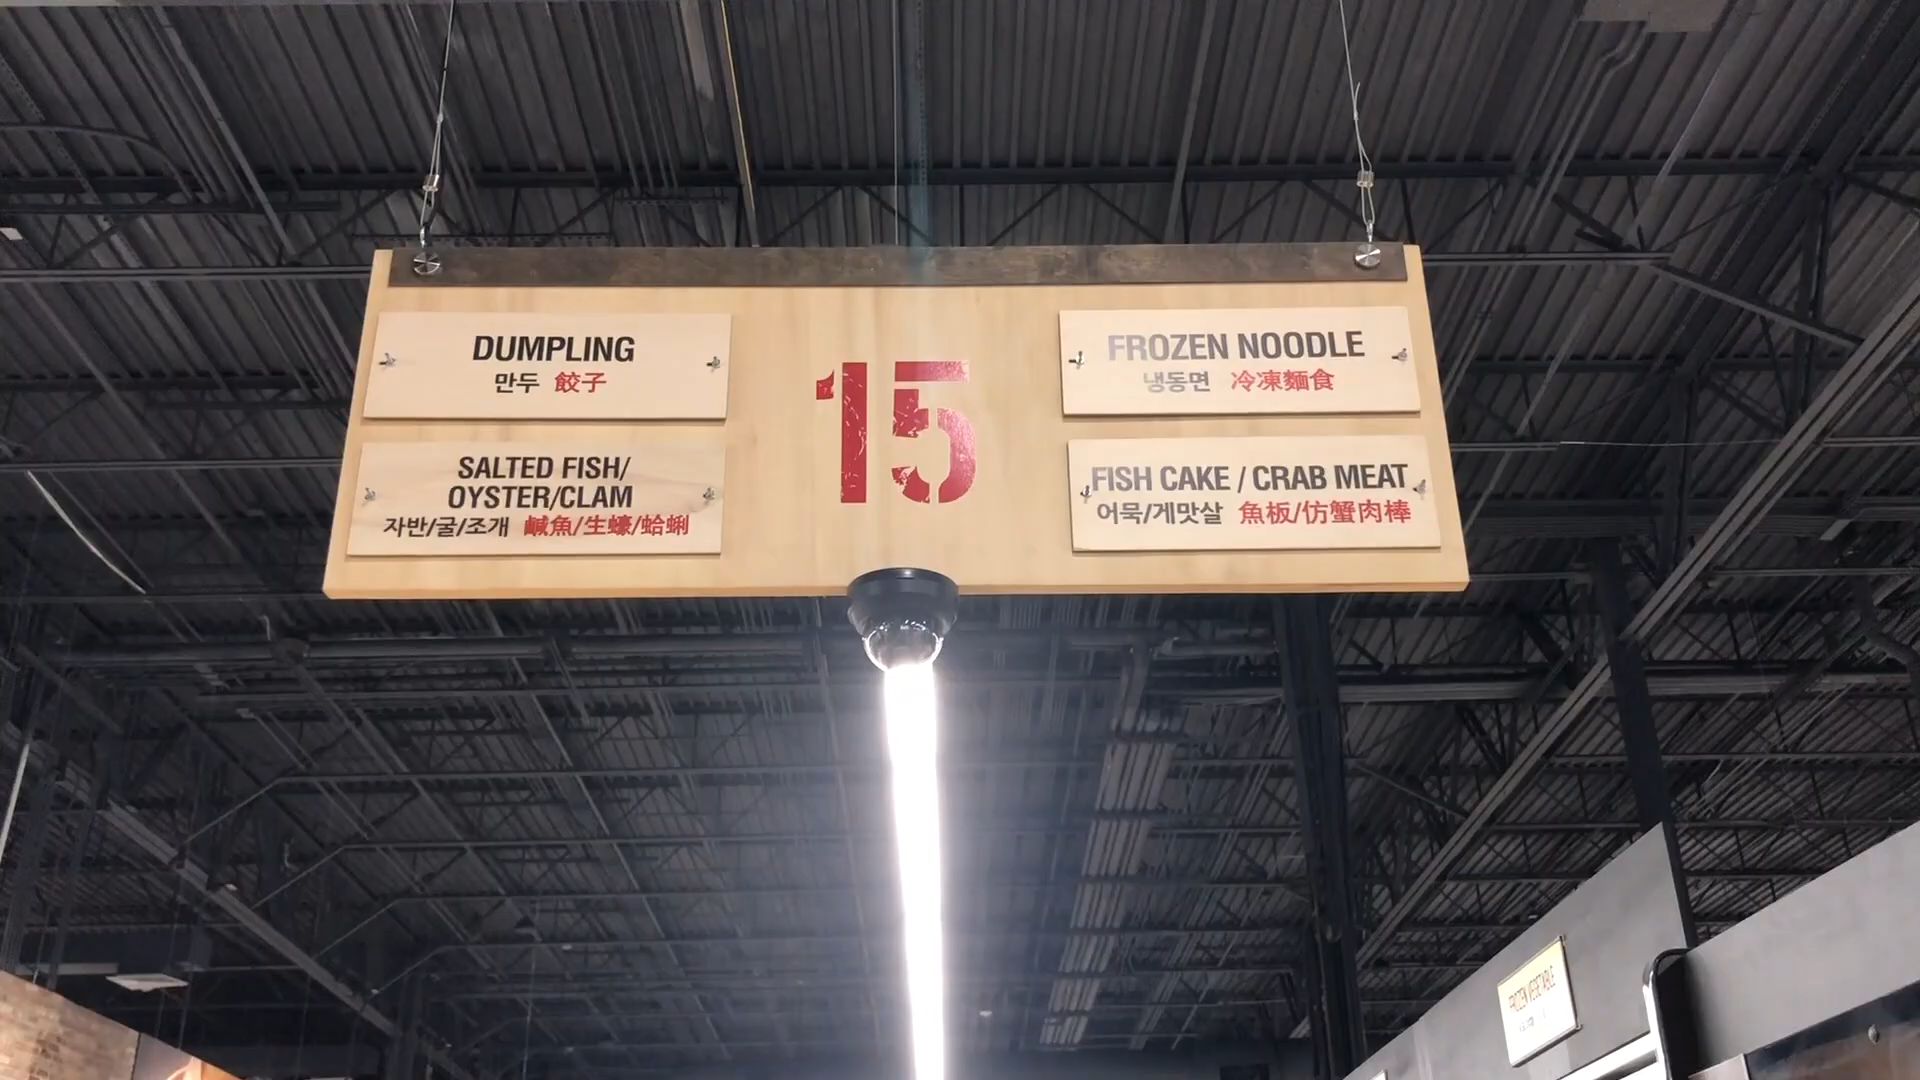 DUMPLING
만두 餃子
SALTED FISH/
OYSTER/CLAM
자반/굴/조개 鹹魚/生蠔/蛤蜊
15
FROZEN NOODLE
냉동면 冷凍麵食
FISH CAKE / CRAB MEAT
어묵/게맛살 魚板/仿蟹肉棒
FROZEN VEGETABLE